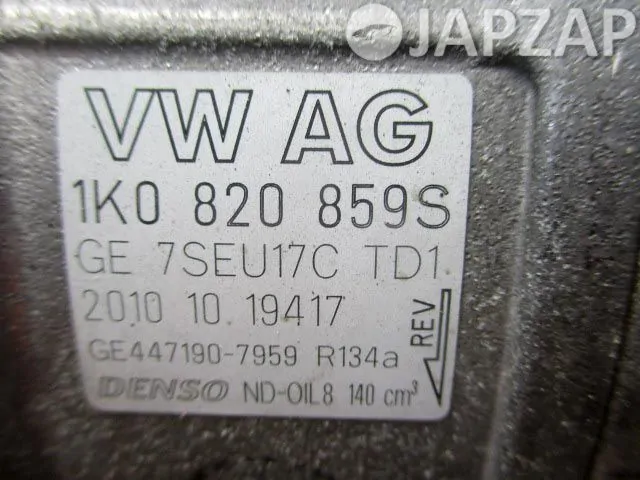 JAPZAP
VW AG
1K0 820 859S
GE 7SEU17C TD1.
2010 10. 19417
GE447190-7959 R134a
REV
DENSO ND-OIL8 140 cm³